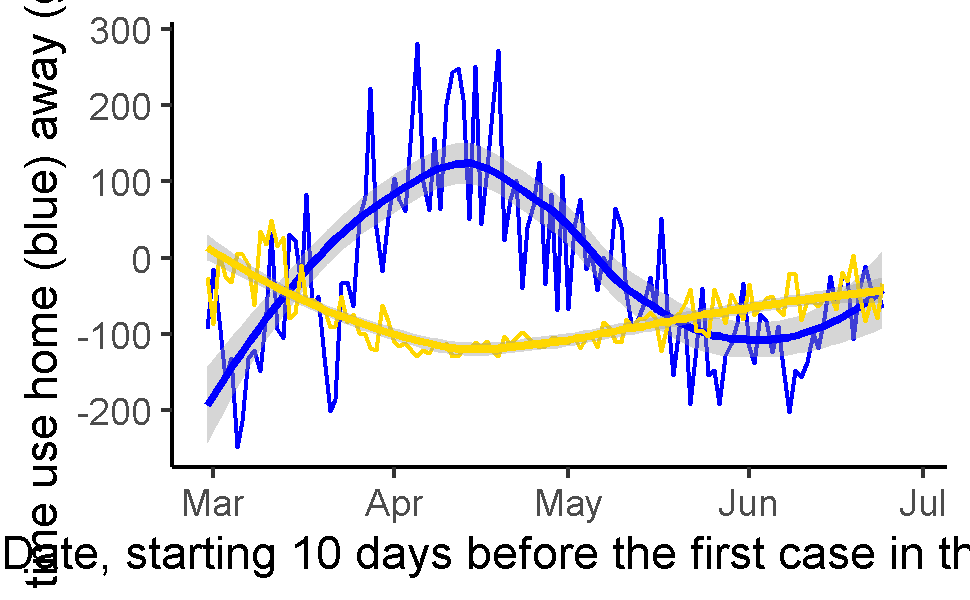 time use home (blue) away (
300
200
100
0
-100
-200
Mar Apr May Jun Jul
Date, starting 10 days before the first case in th